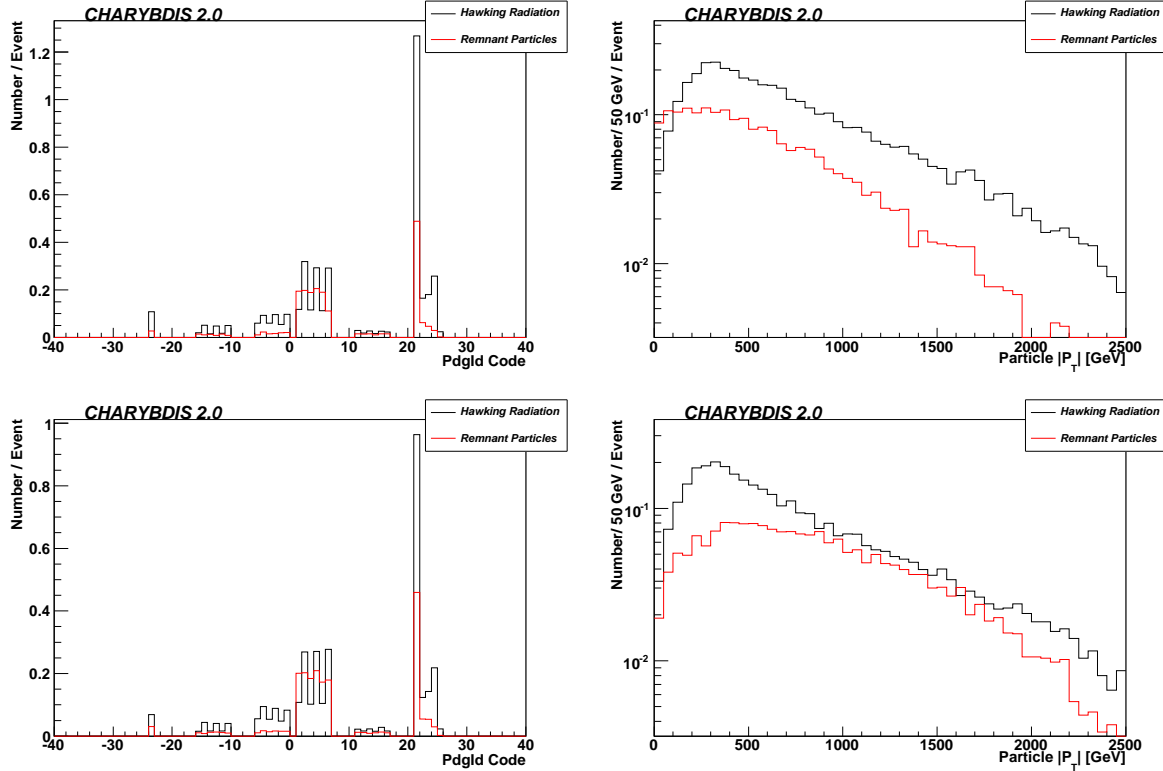 CHARYBDIS 2.0
Hawking Radiation
Remnant Particles
Number / Event
1.2
1
0.8
0.6
0.4
0.2
0
-40 -30 -20 -10 0 10 20 30 40
PdgId Code
CHARYBDIS 2.0
Hawking Radiation
Remnant Particles
Number/ 50 GeV / Event
10-1
10-2
0 500 1000 1500 2000 2500
Particle |PT| [GeV]
CHARYBDIS 2.0
Hawking Radiation
Remnant Particles
Number / Event
1
0.8
0.6
0.4
0.2
0
-40 -30 -20 -10 0 10 20 30 40
PdgId Code
CHARYBDIS 2.0
Hawking Radiation
Remnant Particles
Number/ 50 GeV / Event
10-1
10-2
0 500 1000 1500 2000 2500
Particle |PT| [GeV]